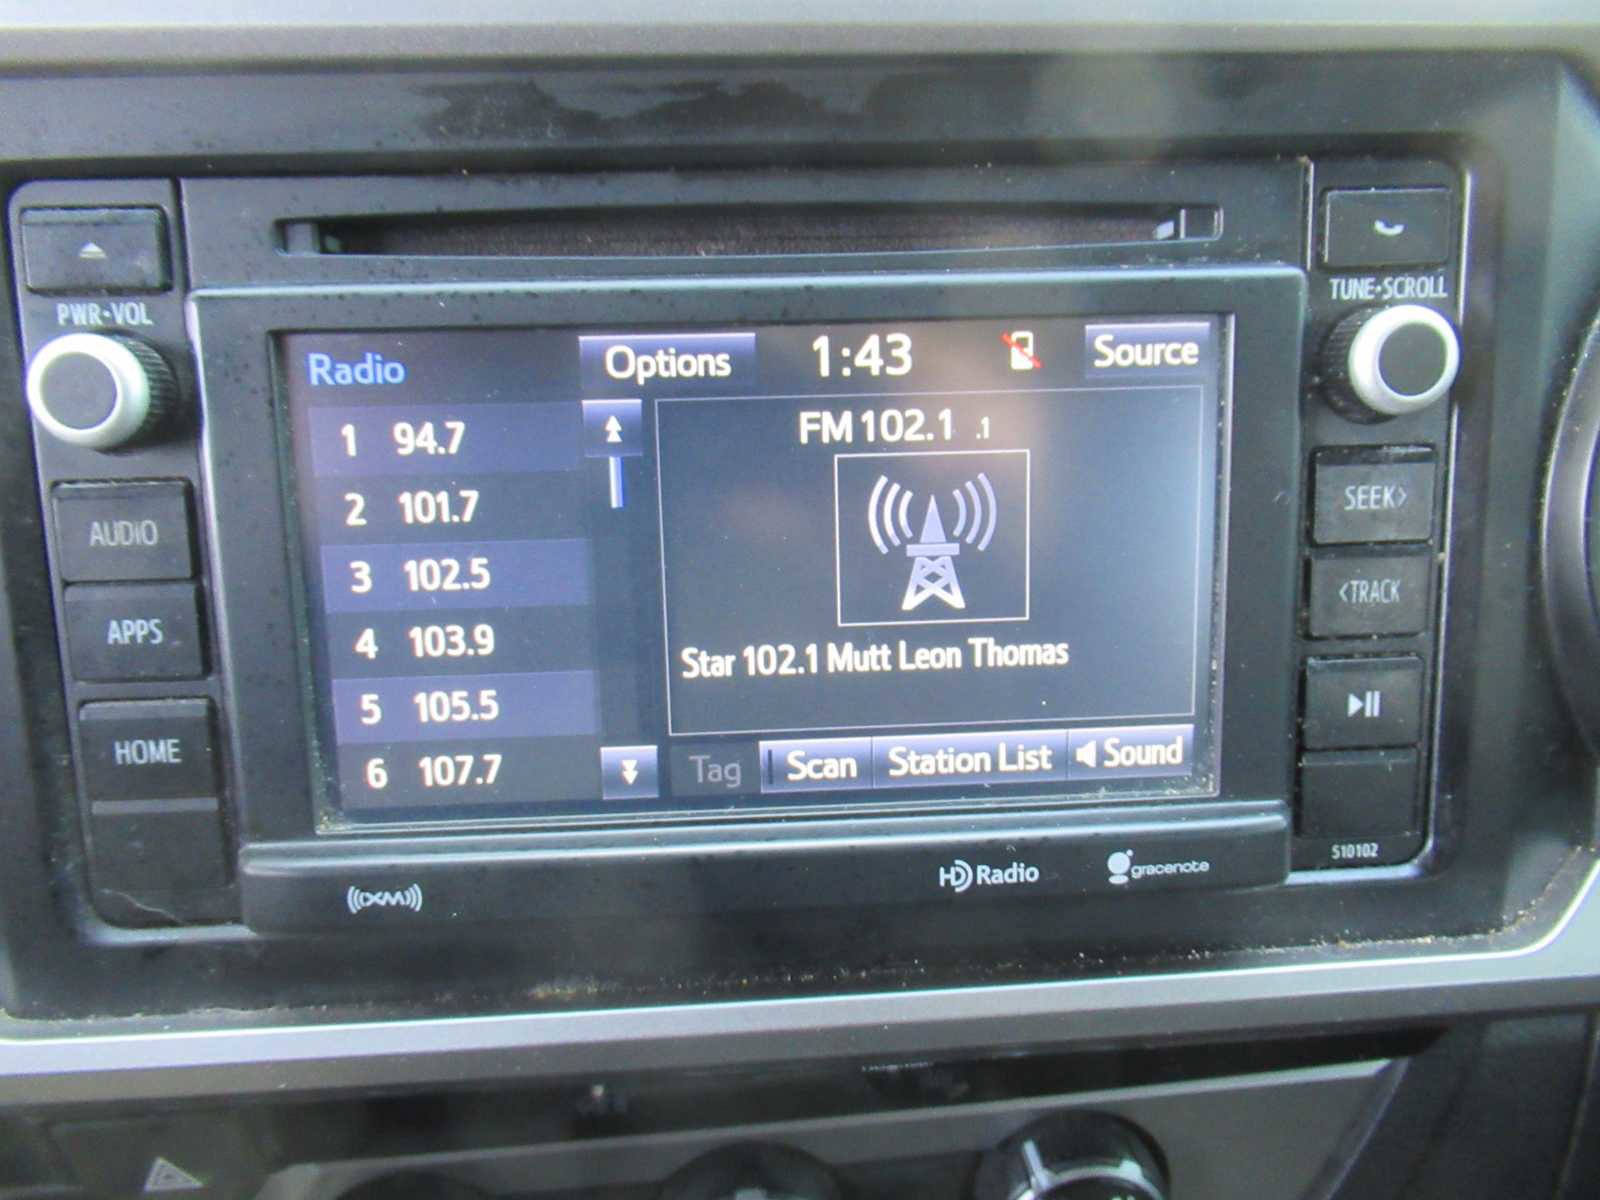 PWR•VOL
TUNE•SCROLL
Radio
Options
1:43
Source
1 94.7
2 101.7
3 102.5
4 103.9
5 105.5
6 107.7
FM 102.1 .1
Star 102.1 Mutt Leon Thomas
Tag
Scan
Station List
Sound
AUDIO
APPS
HOME
SEEK>
<TRACK
510102
((XM))
HD Radio
gracenote